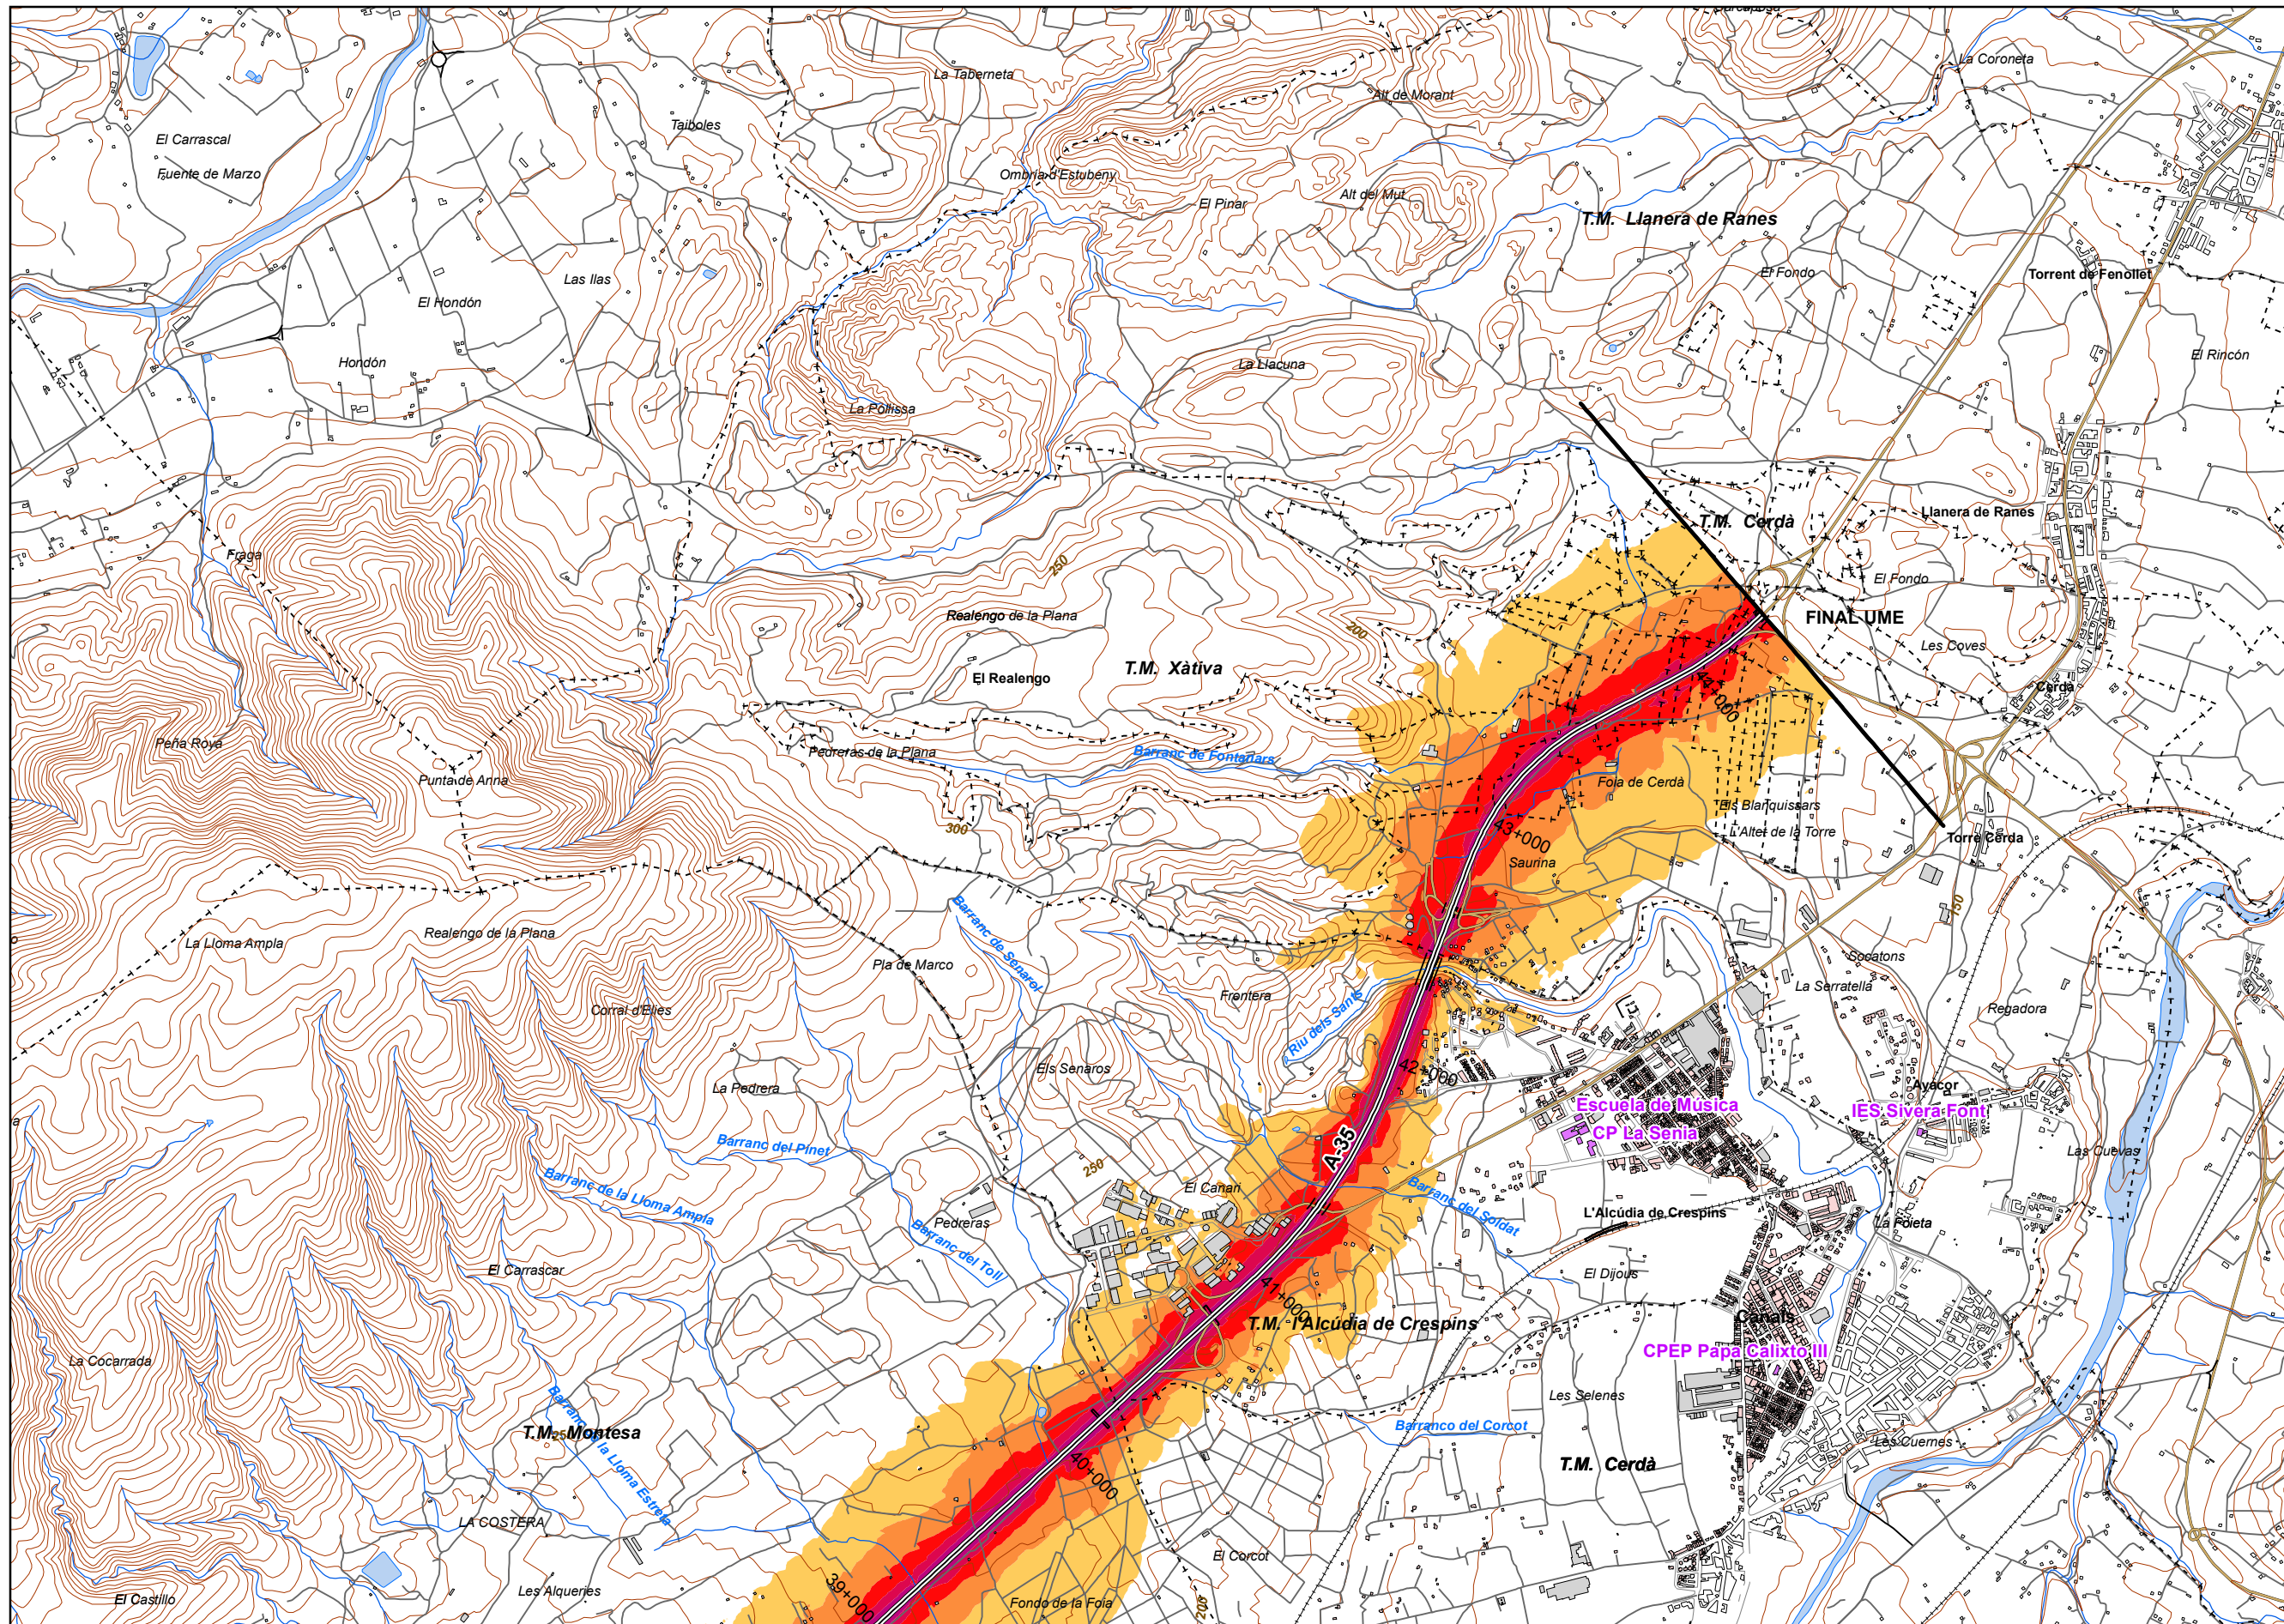 La Coroneta
La Taberneta
Alt de Morant
Taiboles
El Carrascal
Fuente de Marzo
Ombria d'Estubeny
El Pinar
Alt del Mut
T.M. Llanera de Ranes
El Fondo
Torrent de Fenollet
Las Ilas
El Hondón
Hondón
La Llacuna
El Rincón
La Pollissa
Llanera de Ranes
T.M. Cerdà
Fraga
250
El Fondo
Realengo de la Plana
200
FINAL UME
Les Coves
T.M. Xàtiva
El Realengo
Cerdà
44+000
Peña Roya
Pedreras de la Plana
Barranc de Fontanars
Punta de Anna
Foia de Cerdà
Els Blanquissars
300
43+000
L'Altet de la Torre
Torre Cerdà
Saurina
150
La Lloma Ampla
Realengo de la Plana
Barranc de Senarol
Pla de Marco
Socatons
La Serratella
Frontera
Corral d'Elies
Regadora
Riu dels Sants
Els Senaros
42+000
La Pedrera
Ayacor
Escuela de Música
IES Sivera Font
CP La Senia
Barranc del Pinet
A-35
Las Cuevas
250
Barranc de la Lloma Ampla
El Canari
Barranc del Soldat
Pedreras
L'Alcúdia de Crespins
La Foieta
Barranc del Toll
El Carrascar
El Dijous
41+000
T.M. l'Alcúdia de Crespins
Canals
CPEP Papa Calixto III
La Cocarrada
Les Selenes
Barranco del Corcot
T.M. Montesa
Barranc de la Lloma Estreta
Les Cuernes
T.M. Cerdà
40+000
LA COSTERA
El Corcot
39+000
Les Alqueries
El Castillo
Fondo de la Foia
200